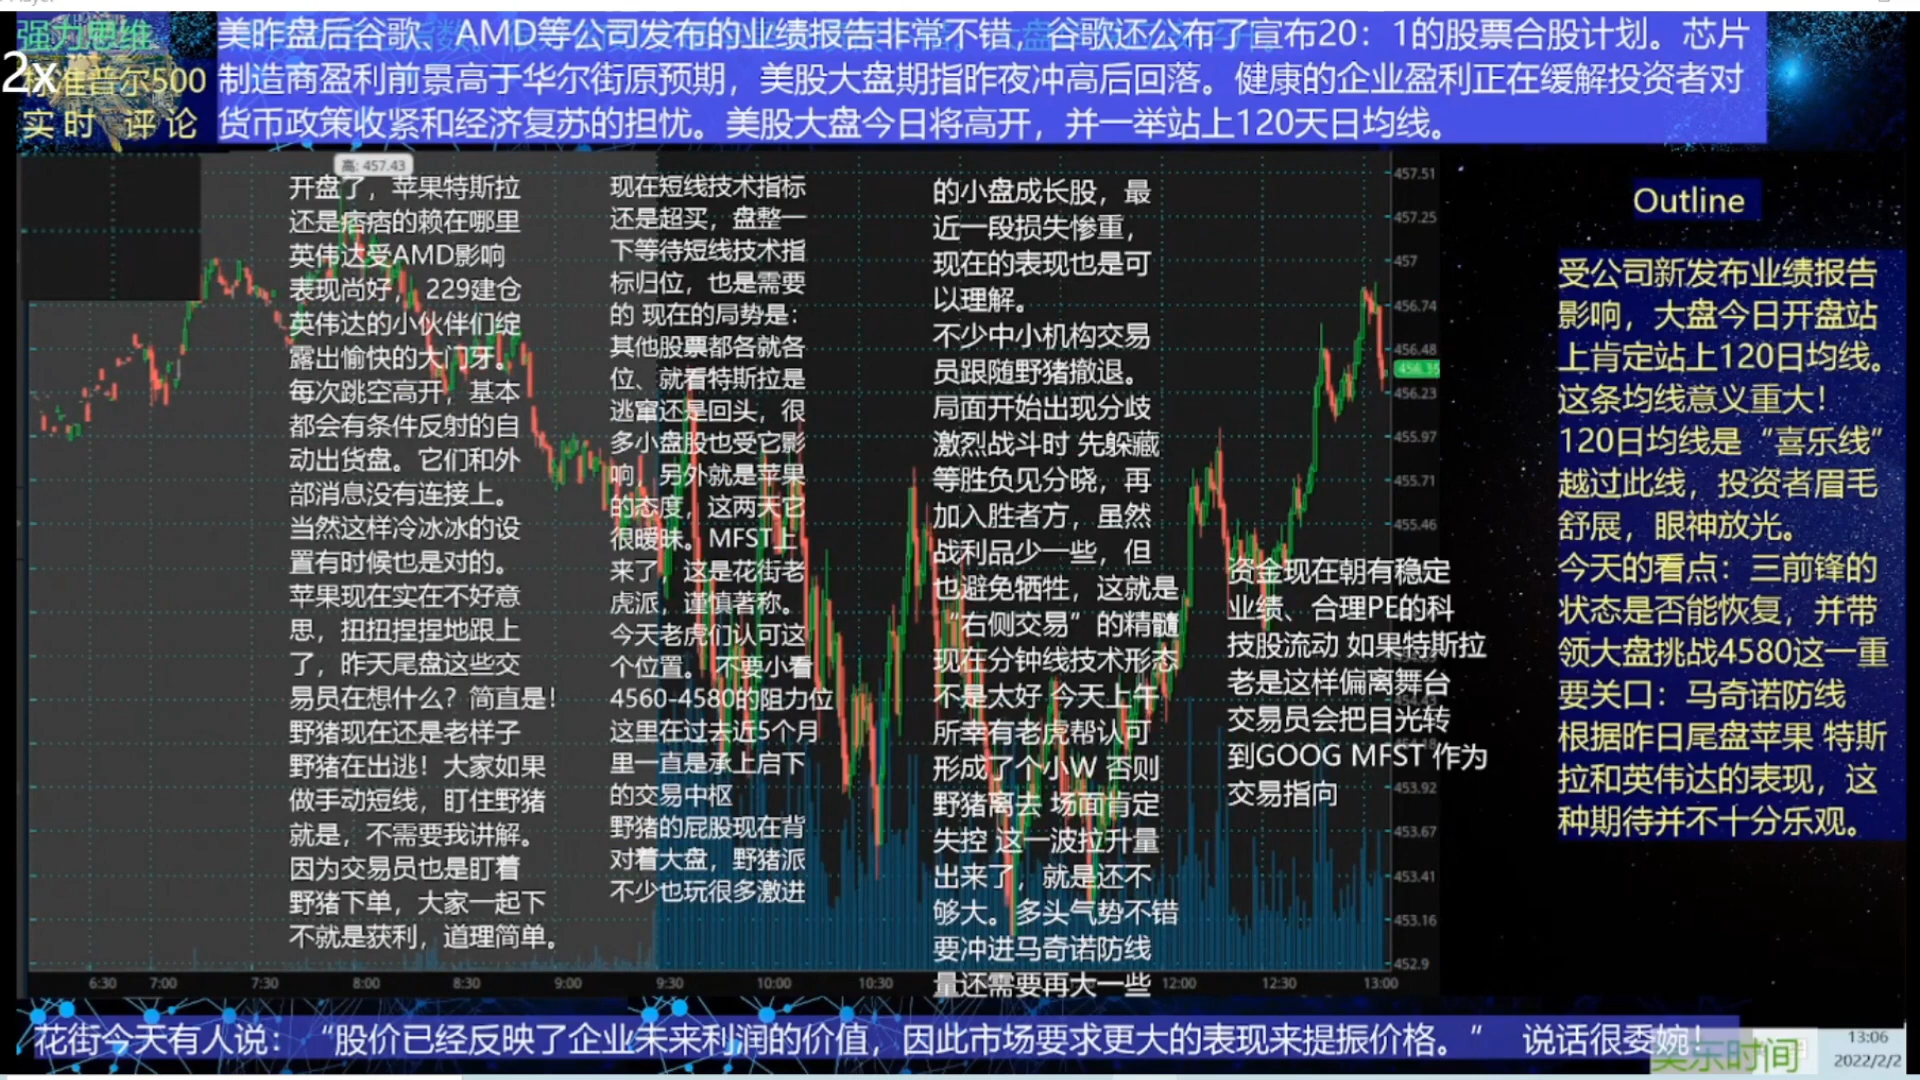 强力思维
标准普尔500
实时 评论
2x
美昨盘后谷歌、AMD等公司发布的业绩报告非常不错，谷歌还公布了宣布20：1的股票合股计划。芯片
制造商盈利前景高于华尔街原预期，美股大盘期指昨夜冲高后回落。健康的企业盈利正在缓解投资者对
货币政策收紧和经济复苏的担忧。美股大盘今日将高开，并一举站上120天日均线。
高: 457.43
开盘了，苹果特斯拉
还是痞痞的赖在哪里
英伟达受AMD影响
表现尚好，229建仓
英伟达的小伙伴们绽
露出愉快的大门牙。
每次跳空高开，基本
都会有条件反射的自
动出货盘。它们和外
部消息没有连接上。
当然这样冷冰冰的设
置有时候也是对的。
苹果现在实在不好意
思，扭扭捏捏地跟上
了，昨天尾盘这些交
易员在想什么？简直是！
野猪现在还是老样子
野猪在出逃！大家如果
做手动短线，盯住野猪
就是，不需要我讲解。
因为交易员也是盯着
野猪下单，大家一起下
不就是获利，道理简单。
现在短线技术指标
还是超买，盘整一
下等待短线技术指
标归位，也是需要
的 现在的局势是：
其他股票都各就各
位、就看特斯拉是
逃窜还是回头，很
多小盘股也受它影
响，另外就是苹果
的态度，这两天它
很暧昧。MFST上
来了，这是花街老
虎派，谨慎著称。
今天老虎们认可这
个位置。 不要小看
4560-4580的阻力位
这里在过去近5个月
里一直是承上启下
的交易中枢
野猪的屁股现在背
对着大盘，野猪派
不少也玩很多激进
的小盘成长股，最
近一段损失惨重，
现在的表现也是可
以理解。
不少中小机构交易
员跟随野猪撤退。
局面开始出现分歧
激烈战斗时 先躲藏
等胜负见分晓，再
加入胜者方，虽然
战利品少一些，但
也避免牺牲，这就是
“右侧交易”的精髓
现在分钟线技术形态
不是太好 今天上午
所幸有老虎帮认可
形成了个小W 否则
野猪离去 场面肯定
失控 这一波拉升量
出来了，就是还不
够大。多头气势不错
要冲进马奇诺防线
量还需要再大一些
资金现在朝有稳定
业绩、合理PE的科
技股流动 如果特斯拉
老是这样偏离舞台
交易员会把目光转
到GOOG MFST 作为
交易指向
457.51
457.25
457
456.74
456.48
456.23
455.97
455.71
455.46
453.92
453.67
453.41
453.16
452.9
6:30 7:00 7:30 8:00 8:30 9:00 9:30 10:00 10:30 12:00 12:30 13:00
Outline
受公司新发布业绩报告
影响，大盘今日开盘站
上肯定站上120日均线。
这条均线意义重大！
120日均线是“喜乐线”
越过此线，投资者眉毛
舒展，眼神放光。
今天的看点：三前锋的
状态是否能恢复，并带
领大盘挑战4580这一重
要关口：马奇诺防线
根据昨日尾盘苹果 特斯
拉和英伟达的表现，这
种期待并不十分乐观。
花街今天有人说：“股价已经反映了企业未来利润的价值，因此市场要求更大的表现来提振价格。” 说话很委婉！
美东时间
13:06
2022/2/2